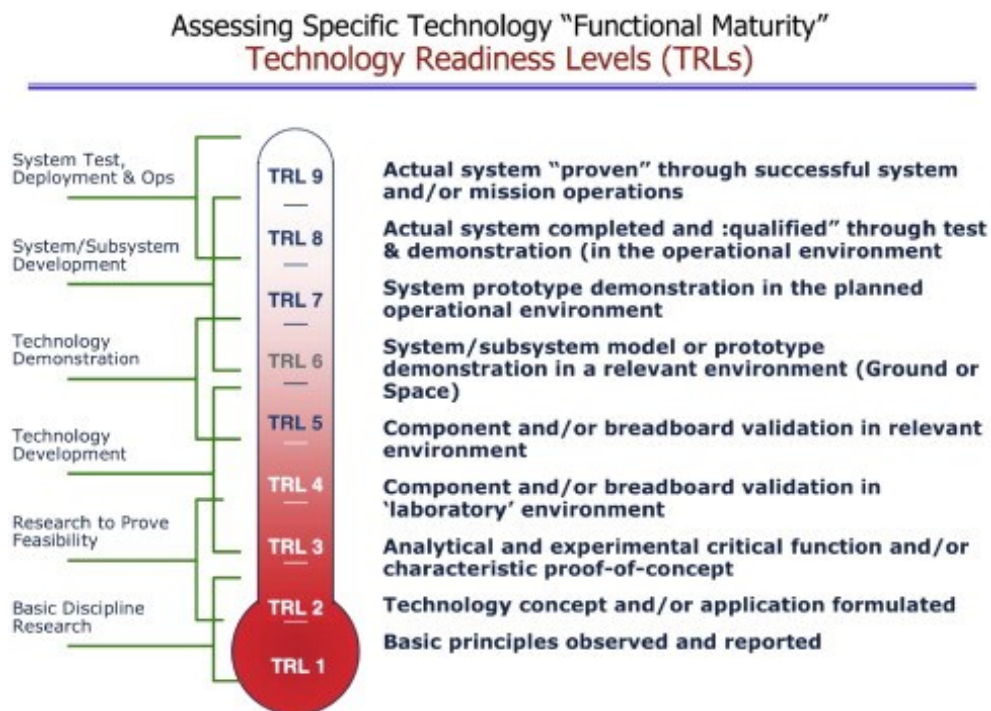 Assessing Specific Technology “Functional Maturity”
Technology Readiness Levels (TRLs)
System Test,
Deployment & Ops
System/Subsystem
Development
Technology
Demonstration
Technology
Development
Research to Prove
Feasibility
Basic Discipline
Research
TRL 9
TRL 8
TRL 7
TRL 6
TRL 5
TRL 4
TRL 3
TRL 2
TRL 1
Actual system “proven” through successful system
and/or mission operations
Actual system completed and :qualified” through test
& demonstration (in the operational environment
System prototype demonstration in the planned
operational environment
System/subsystem model or prototype
demonstration in a relevant environment (Ground or
Space)
Component and/or breadboard validation in relevant
environment
Component and/or breadboard validation in
‘laboratory’ environment
Analytical and experimental critical function and/or
characteristic proof-of-concept
Technology concept and/or application formulated
Basic principles observed and reported